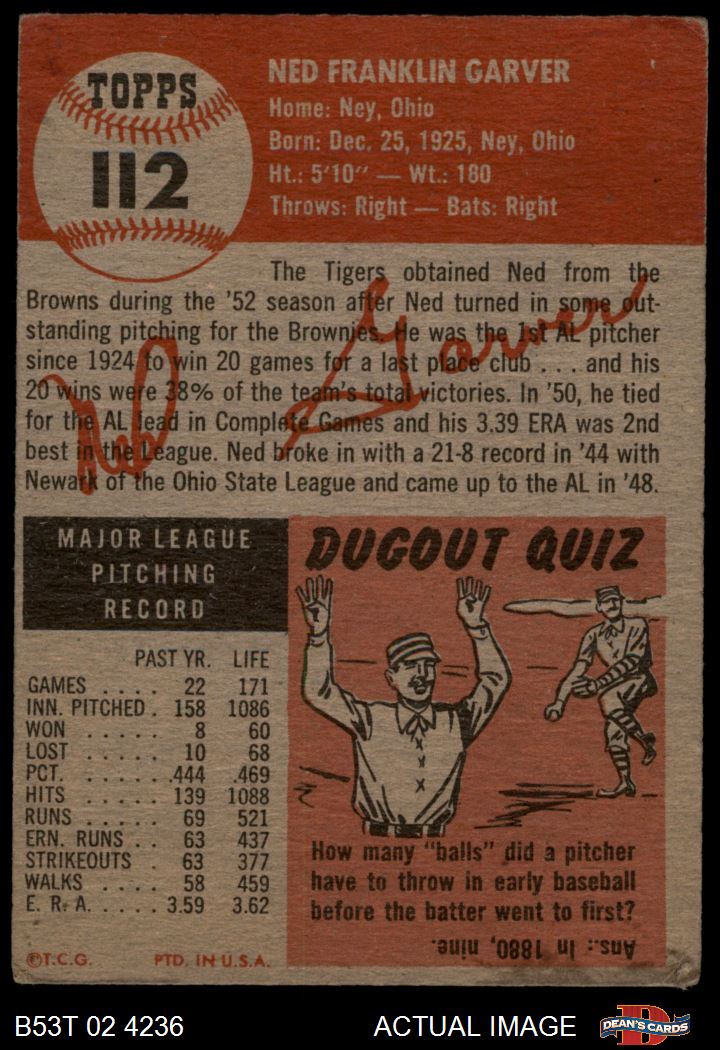 TOPPS
112
NED FRANKLIN GARVER
Home: Ney, Ohio
Born: Dec. 25, 1925, Ney, Ohio
Ht.: 5'10" — Wt.: 180
Throws: Right — Bats: Right
The Tigers obtained Ned from the
Browns during the '52 season after Ned turned in some out-
standing pitching for the Brownies. He was the 1st AL pitcher
since 1924 to win 20 games for a last place club . . . and his
20 wins were 38% of the team's total victories. In '50, he tied
for the AL lead in Complete Games and his 3.39 ERA was 2nd
best in the League. Ned broke in with a 21-8 record in '44 with
Newark of the Ohio State League and came up to the AL in '48.
Ned Garver
MAJOR LEAGUE
PITCHING
RECORD
PAST YR. LIFE
GAMES . . . . 22 171
INN. PITCHED . 158 1086
WON . . . . . 8 60
LOST . . . . . 10 68
PCT. . . . . . .444 .469
HITS . . . . . 139 1088
RUNS . . . . . 69 521
ERN. RUNS . . 63 437
STRIKEOUTS . 63 377
WALKS . . . . 58 459
E. R. A. . . . . . 3.59 3.62
©T.C.G. PTD. IN U.S.A.
DUGOUT QUIZ
How many "balls" did a pitcher
have to throw in early baseball
before the batter went to first?
Ans.: In 1880, nine.
B53T 02 4236 ACTUAL IMAGE
D
DEAN'S CARDS